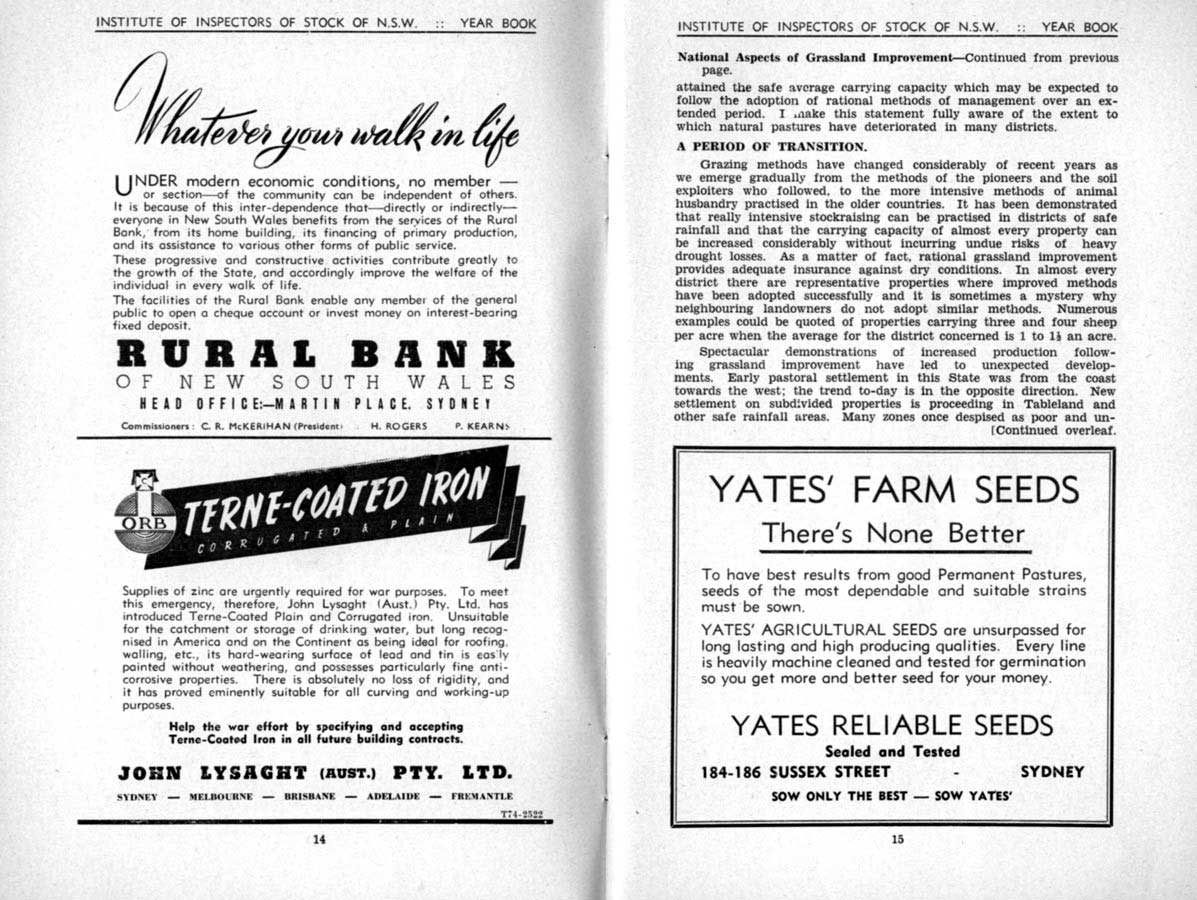 INSTITUTE OF INSPECTORS OF STOCK OF N.S.W. :: YEAR BOOK
Whatever your walk in life
UNDER modern economic conditions, no member —
or section—of the community can be independent of others.
It is because of this inter-dependence that—directly or indirectly—
everyone in New South Wales benefits from the services of the Rural
Bank, from its home building, its financing of primary production,
and its assistance to various other forms of public service.
These progressive and constructive activities contribute greatly to
the growth of the State, and accordingly improve the welfare of the
individual in every walk of life.
The facilities of the Rural Bank enable any member of the general
public to open a cheque account or invest money on interest-bearing
fixed deposit.
RURAL BANK
OF NEW SOUTH WALES
HEAD OFFICE:—MARTIN PLACE, SYDNEY
Commissioners: C. R. McKERIHAN (President) . H. ROGERS P. KEARNS
ORB
TERNE-COATED IRON
CORRUGATED & PLAIN
Supplies of zinc are urgently required for war purposes. To meet
this emergency, therefore, John Lysaght (Aust.) Pty. Ltd. has
introduced Terne-Coated Plain and Corrugated iron. Unsuitable
for the catchment or storage of drinking water, but long recog-
nised in America and on the Continent as being ideal for roofing,
walling, etc., its hard-wearing surface of lead and tin is easily
painted without weathering, and possesses particularly fine anti-
corrosive properties. There is absolutely no loss of rigidity, and
it has proved eminently suitable for all curving and working-up
purposes.
Help the war effort by specifying and accepting
Terne-Coated Iron in all future building contracts.
JOHN LYSAGHT (AUST.) PTY. LTD.
SYDNEY — MELBOURNE — BRISBANE — ADELAIDE — FREMANTLE
T74-2522
14
INSTITUTE OF INSPECTORS OF STOCK OF N.S.W. :: YEAR BOOK
National Aspects of Grassland Improvement—Continued from previous
page.
attained the safe average carrying capacity which may be expected to
follow the adoption of rational methods of management over an ex-
tended period. I make this statement fully aware of the extent to
which natural pastures have deteriorated in many districts.
A PERIOD OF TRANSITION.
Grazing methods have changed considerably of recent years as
we emerge gradually from the methods of the pioneers and the soil
exploiters who followed, to the more intensive methods of animal
husbandry practised in the older countries. It has been demonstrated
that really intensive stockraising can be practised in districts of safe
rainfall and that the carrying capacity of almost every property can
be increased considerably without incurring undue risks of heavy
drought losses. As a matter of fact, rational grassland improvement
provides adequate insurance against dry conditions. In almost every
district there are representative properties where improved methods
have been adopted successfully and it is sometimes a mystery why
neighbouring landowners do not adopt similar methods. Numerous
examples could be quoted of properties carrying three and four sheep
per acre when the average for the district concerned is 1 to 1½ an acre.
Spectacular demonstrations of increased production follow-
ing grassland improvement have led to unexpected develop-
ments. Early pastoral settlement in this State was from the coast
towards the west; the trend to-day is in the opposite direction. New
settlement on subdivided properties is proceeding in Tableland and
other safe rainfall areas. Many zones once despised as poor and un-
[Continued overleaf.
YATES' FARM SEEDS
There's None Better
To have best results from good Permanent Pastures,
seeds of the most dependable and suitable strains
must be sown.
YATES' AGRICULTURAL SEEDS are unsurpassed for
long lasting and high producing qualities. Every line
is heavily machine cleaned and tested for germination
so you get more and better seed for your money.
YATES RELIABLE SEEDS
Sealed and Tested
184-186 SUSSEX STREET - SYDNEY
SOW ONLY THE BEST — SOW YATES'
15